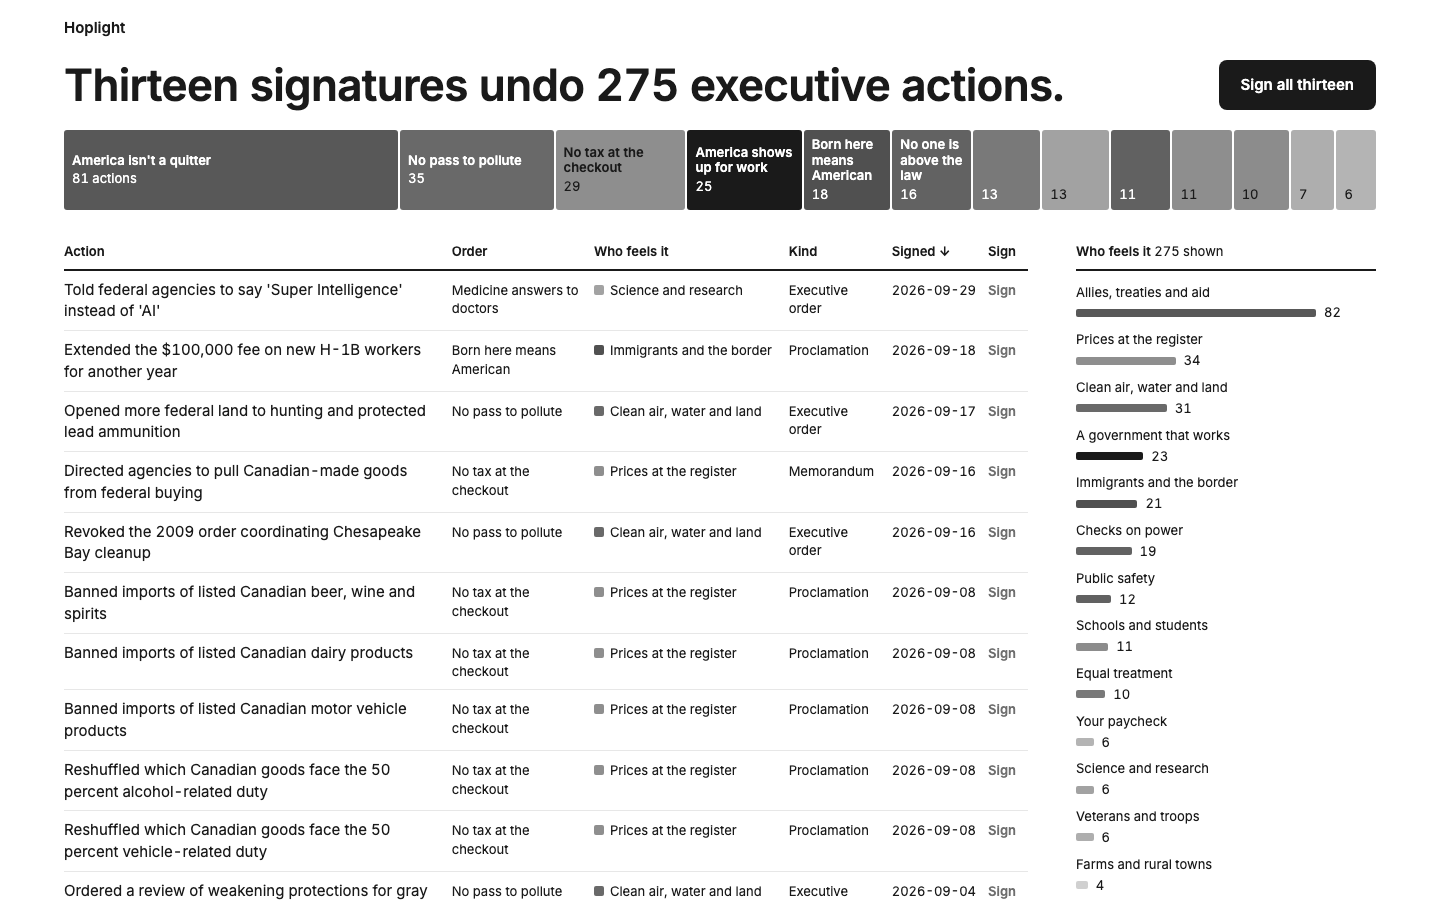 Hoplight
Thirteen signatures undo 275 executive actions.
Sign all thirteen
America isn't a quitter
81 actions
No pass to pollute
35
No tax at the
checkout
29
America shows
up for work
25
Born here
means
American
18
No one is
above the
law
16
13
13
11
11
10
7
6
Action Order Who feels it Kind Signed ↓ Sign
Told federal agencies to say 'Super Intelligence' Medicine answers to Science and research Executive 2026-09-29 Sign
instead of 'AI' doctors order
Extended the $100,000 fee on new H-1B workers Born here means Immigrants and the border Proclamation 2026-09-18 Sign
for another year American
Opened more federal land to hunting and protected No pass to pollute Clean air, water and land Executive 2026-09-17 Sign
lead ammunition order
Directed agencies to pull Canadian-made goods No tax at the Prices at the register Memorandum 2026-09-16 Sign
from federal buying checkout
Revoked the 2009 order coordinating Chesapeake No pass to pollute Clean air, water and land Executive 2026-09-16 Sign
Bay cleanup order
Banned imports of listed Canadian beer, wine and No tax at the Prices at the register Proclamation 2026-09-08 Sign
spirits checkout
Banned imports of listed Canadian dairy products No tax at the Prices at the register Proclamation 2026-09-08 Sign
checkout
Banned imports of listed Canadian motor vehicle No tax at the Prices at the register Proclamation 2026-09-08 Sign
products checkout
Reshuffled which Canadian goods face the 50 No tax at the Prices at the register Proclamation 2026-09-08 Sign
percent alcohol-related duty checkout
Reshuffled which Canadian goods face the 50 No tax at the Prices at the register Proclamation 2026-09-08 Sign
percent vehicle-related duty checkout
Ordered a review of weakening protections for gray No pass to pollute Clean air, water and land Executive 2026-09-04 Sign
Who feels it 275 shown
Allies, treaties and aid
82
Prices at the register
34
Clean air, water and land
31
A government that works
23
Immigrants and the border
21
Checks on power
19
Public safety
12
Schools and students
11
Equal treatment
10
Your paycheck
6
Science and research
6
Veterans and troops
6
Farms and rural towns
4